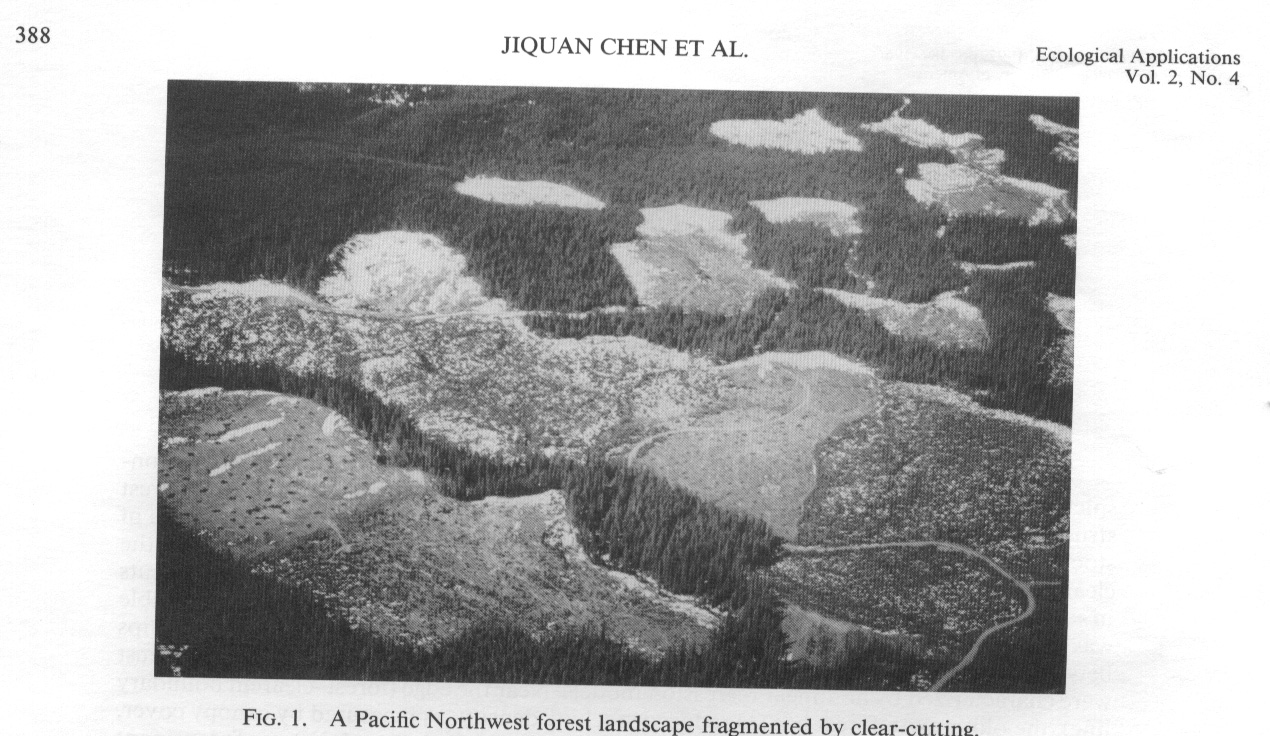 388
JIQUAN CHEN ET AL.
Ecological Applications
Vol. 2, No. 4
FIG. 1. A Pacific Northwest forest landscape fragmented by clear-cutting.